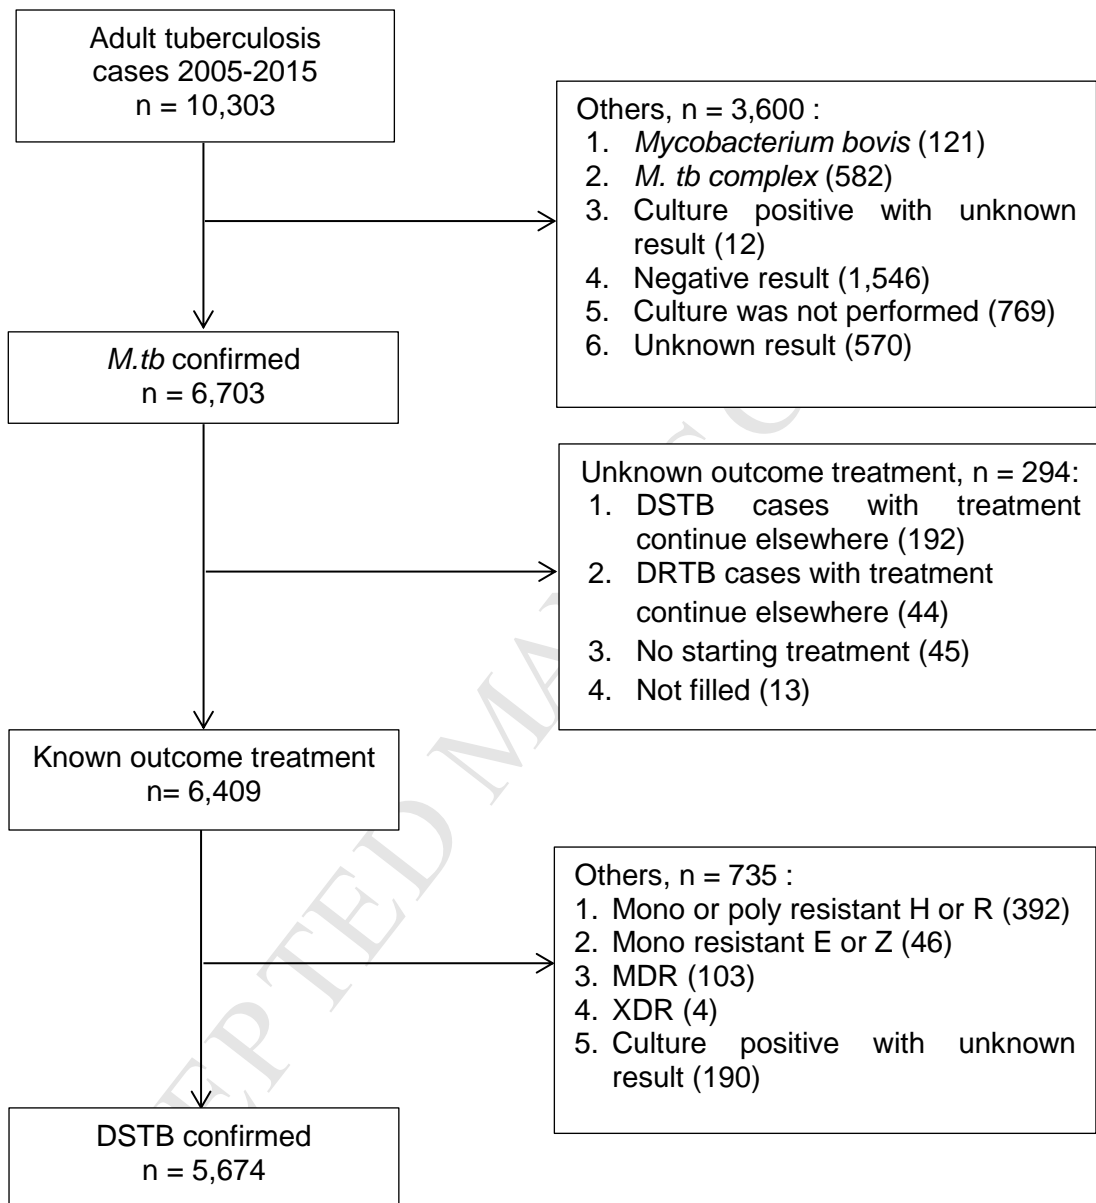 Adult tuberculosis
cases 2005-2015
n = 10,303
Others, n = 3,600 :
1. Mycobacterium bovis (121)
2. M. tb complex (582)
3. Culture positive with unknown
result (12)
4. Negative result (1,546)
5. Culture was not performed (769)
6. Unknown result (570)
M.tb confirmed
n = 6,703
Unknown outcome treatment, n = 294:
1. DSTB cases with treatment
continue elsewhere (192)
2. DRTB cases with treatment
continue elsewhere (44)
3. No starting treatment (45)
4. Not filled (13)
Known outcome treatment
n= 6,409
Others, n = 735 :
1. Mono or poly resistant H or R (392)
2. Mono resistant E or Z (46)
3. MDR (103)
4. XDR (4)
5. Culture positive with unknown
result (190)
DSTB confirmed
n = 5,674